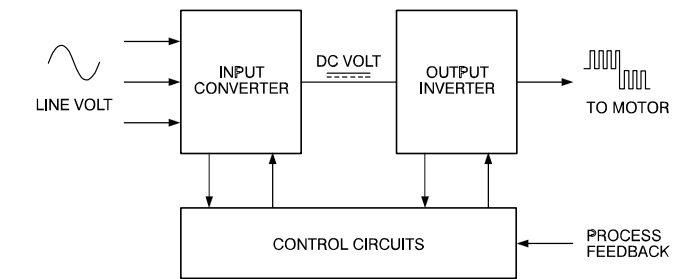 INPUT
CONVERTER
DC VOLT
OUTPUT
INVERTER
LINE VOLT
TO MOTOR
CONTROL CIRCUITS
PROCESS
FEEDBACK